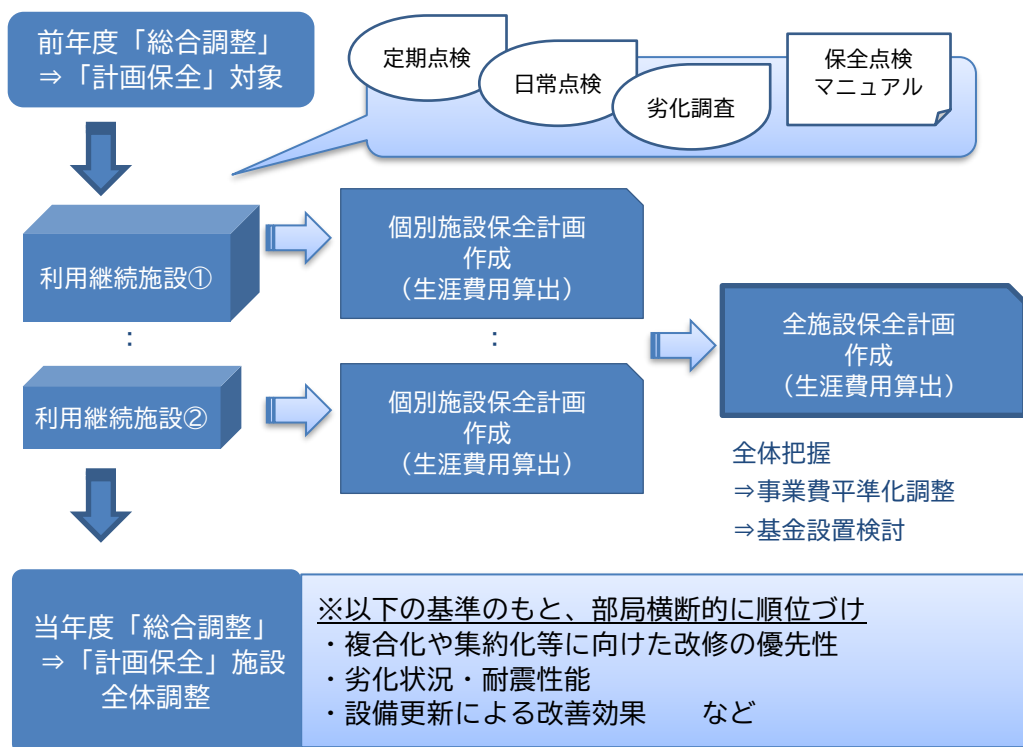 前年度「総合調整」
⇒「計画保全」対象
定期点検
日常点検
劣化調査
保全点検
マニュアル
利用継続施設①
：
利用継続施設②
個別施設保全計画
作成
（生涯費用算出）
：
個別施設保全計画
作成
（生涯費用算出）
全施設保全計画
作成
（生涯費用算出）
全体把握
⇒事業費平準化調整
⇒基金設置検討
当年度「総合調整」
⇒「計画保全」施設
全体調整
※以下の基準のもと、部局横断的に順位づけ
・複合化や集約化等に向けた改修の優先性
・劣化状況・耐震性能
・設備更新による改善効果　　など